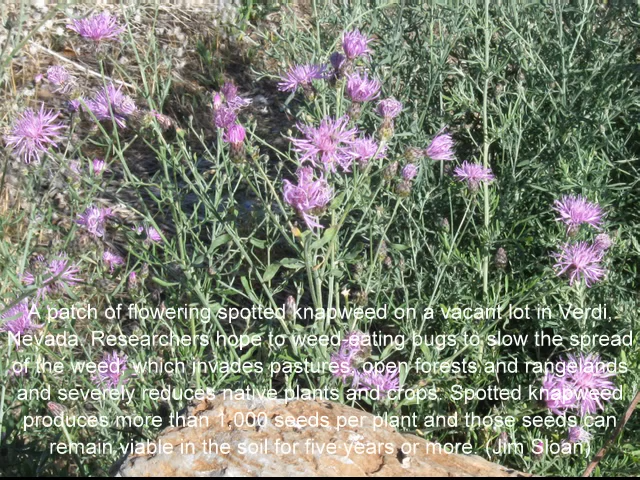 A patch of flowering spotted knapweed on a vacant lot in Verdi,
Nevada. Researchers hope to weed-eating bugs to slow the spread
of the weed, which invades pastures, open forests and rangelands
and severely reduces native plants and crops. Spotted knapweed
produces more than 1,000 seeds per plant and those seeds can
remain viable in the soil for five years or more. (Jim Sloan)